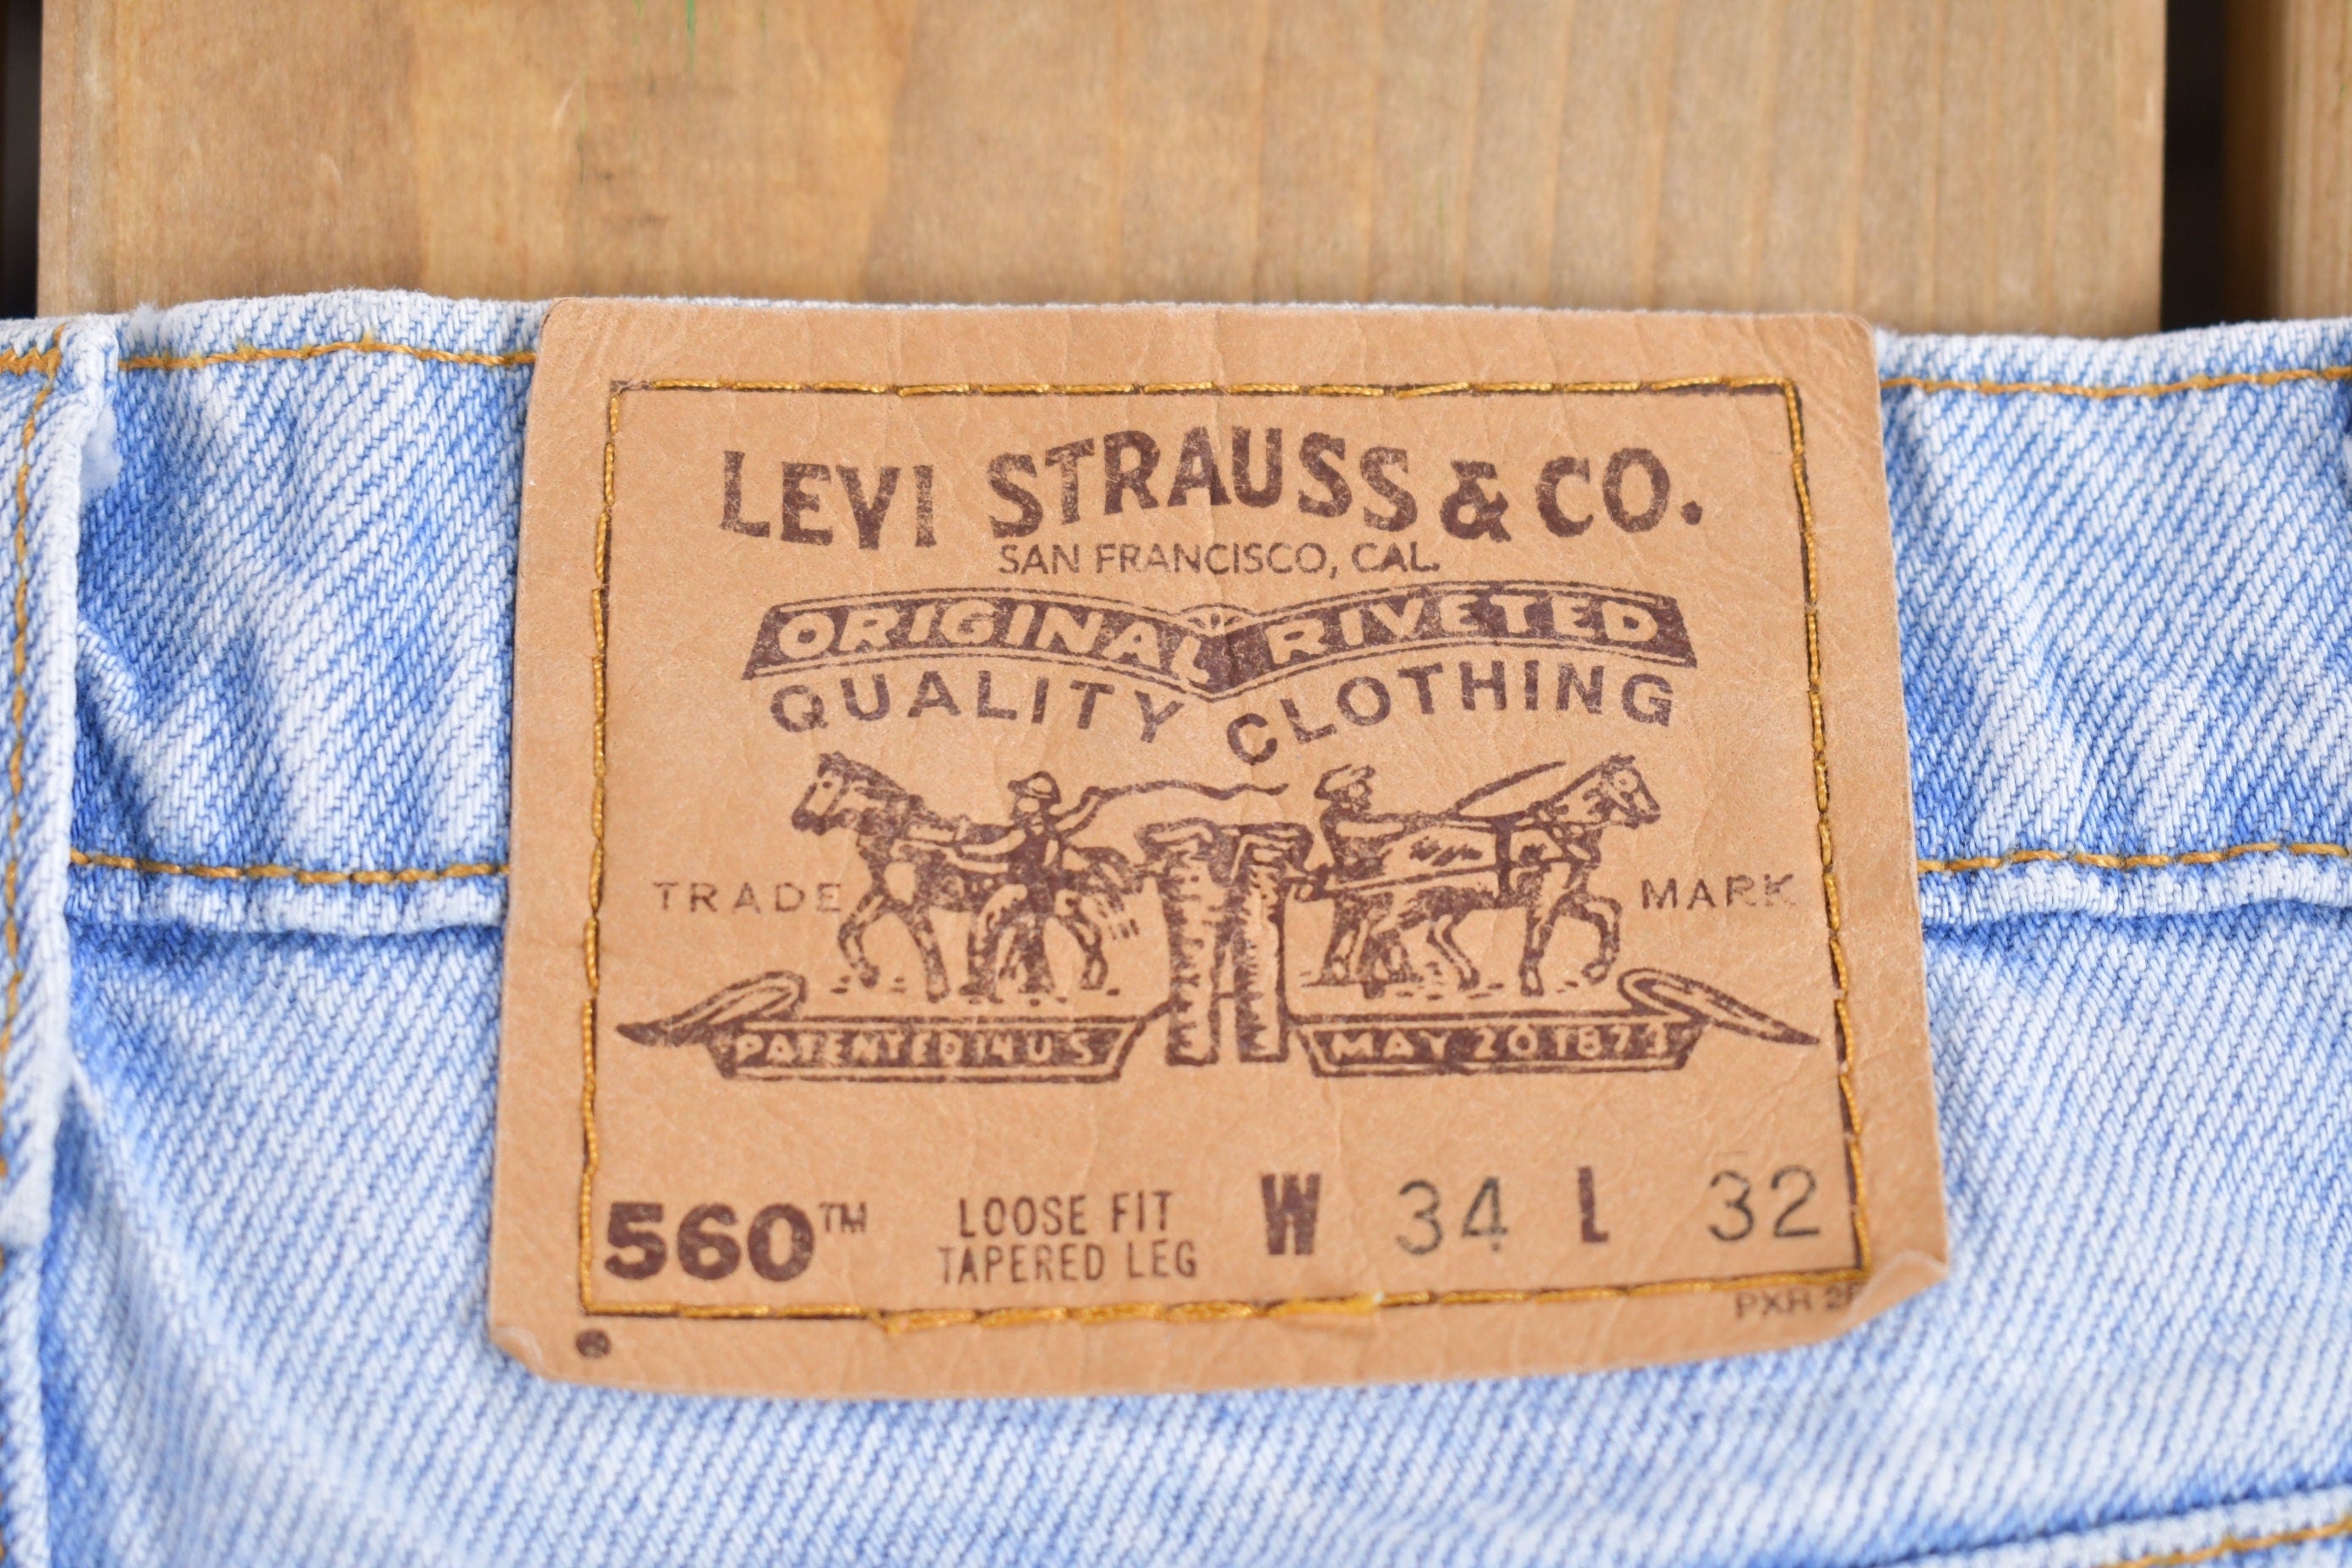 LEVI STRAUSS & CO.
SAN FRANCISCO, CAL.
ORIGINAL RIVETED
QUALITY CLOTHING
TRADE MARK
PATENTED IN U S MAY 20 1873
560™ LOOSE FIT W 34 L 32
TAPERED LEG